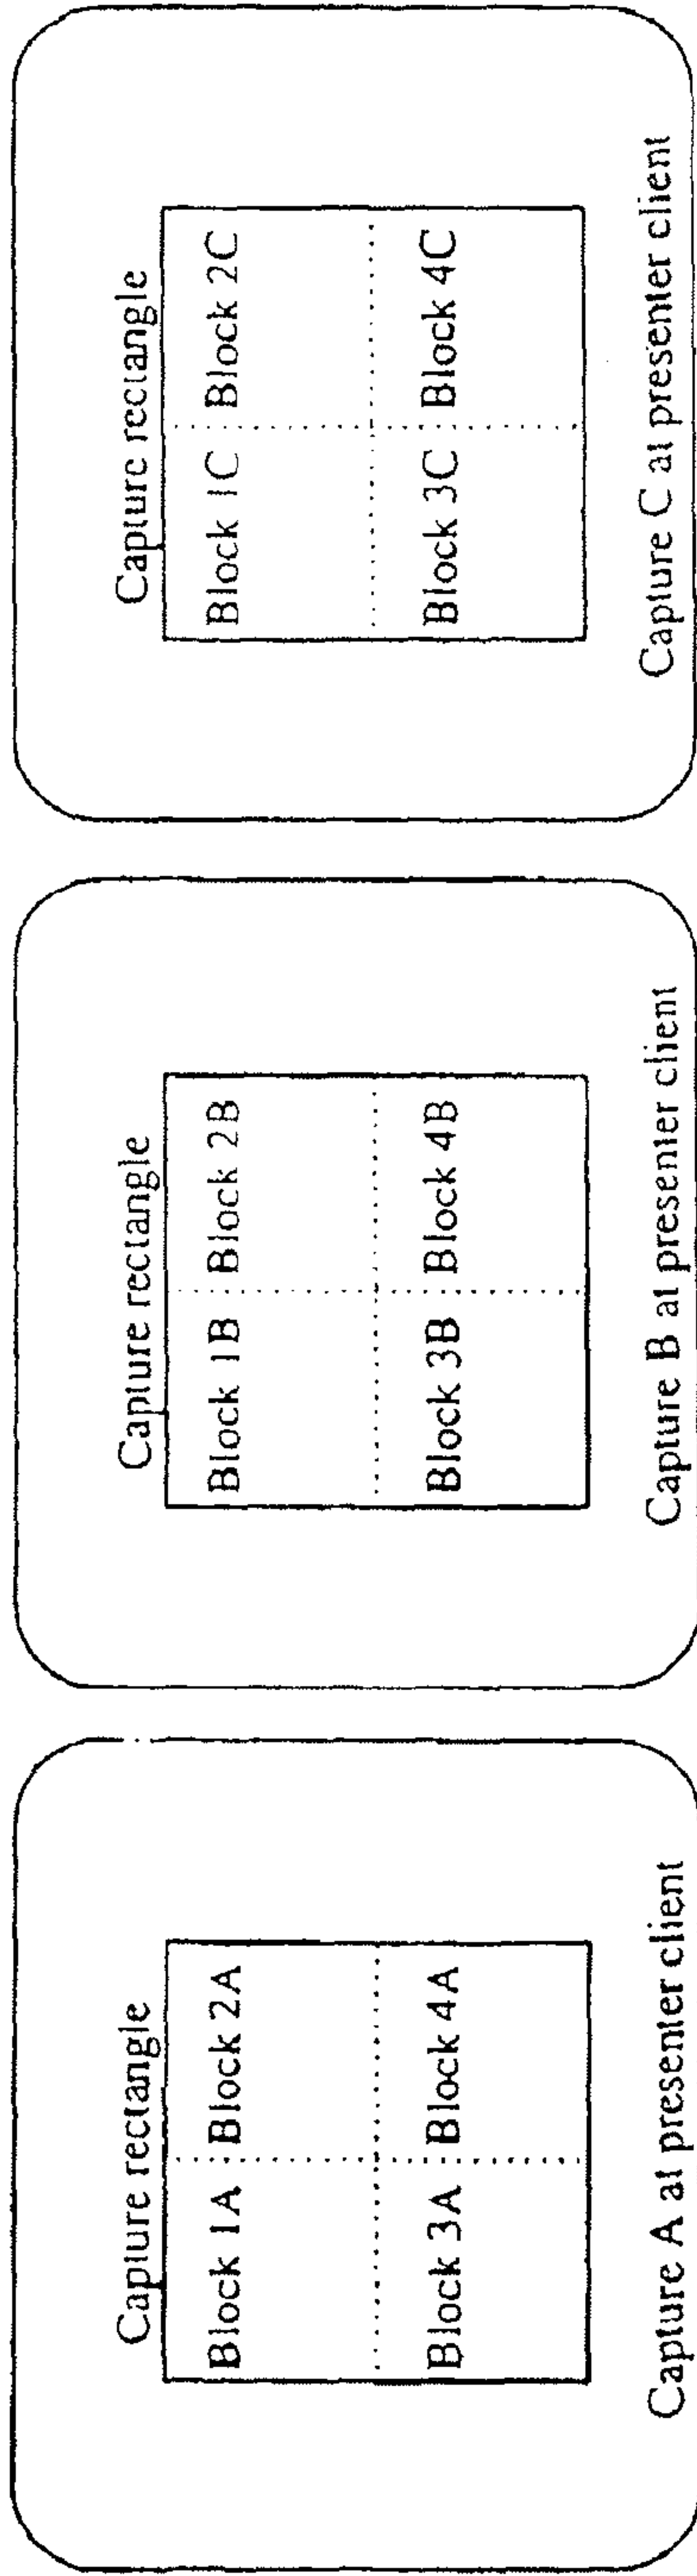 Capture rectangle
Block 1A Block 2A
Block 3A Block 4A
Capture A at presenter client
Capture rectangle
Block 1B Block 2B
Block 3B Block 4B
Capture B at presenter client
Capture rectangle
Block 1C Block 2C
Block 3C Block 4C
Capture C at presenter client